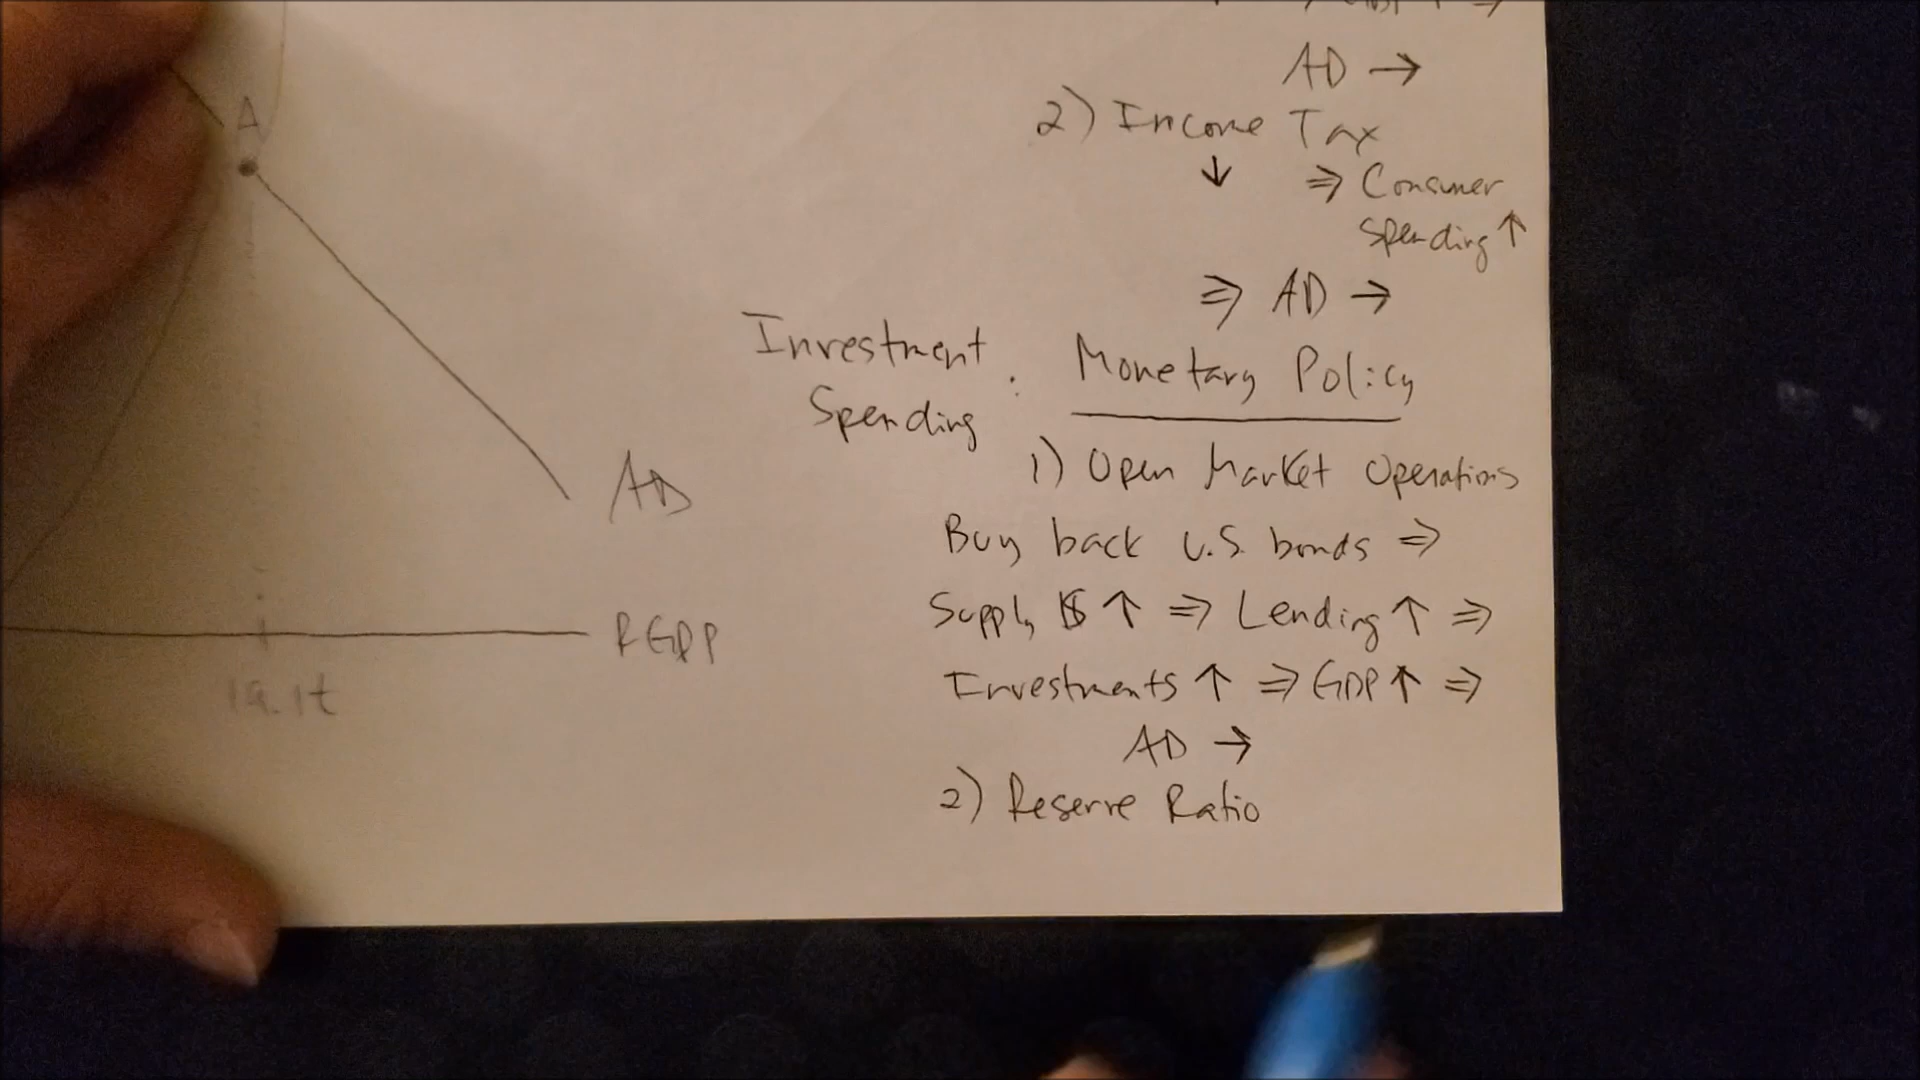 AD →
2) Income Tax
↓ ⇒ Consumer
spending ↑
⇒ AD →
Investment
Spending : Monetary Policy
1) Open Market Operations
Buy back U.S. bonds ⇒
Supply $ ↑ ⇒ Lending ↑ ⇒
Investments ↑ ⇒ GDP ↑ ⇒
AD →
2) Reserve Ratio
A
AD
RGDP